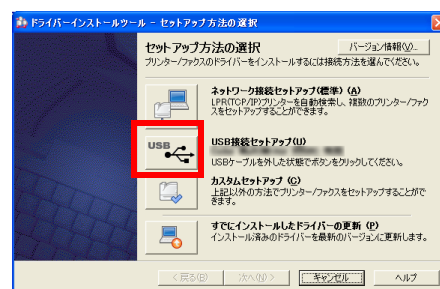 ドライバーインストールツール - セットアップ方法の選択
セットアップ方法の選択
バージョン情報(V)...
プリンター/ファクスのドライバーをインストールするには接続方法を選んでください。
ネットワーク接続セットアップ(標準) (A)
LPR(TCP/IP)プリンターを自動検索し、複数のプリンター/ファク
スをセットアップすることができます。
USB
USB接続セットアップ(U)
USBケーブルを外した状態でボタンをクリックしてください。
カスタムセットアップ (C)
上記以外の方法でプリンター/ファクスをセットアップすることがで
きます。
すでにインストールしたドライバーの更新 (P)
インストール済みのドライバーを最新のバージョンに更新します。
< 戻る(B)
次へ(N) >
キャンセル
ヘルプ